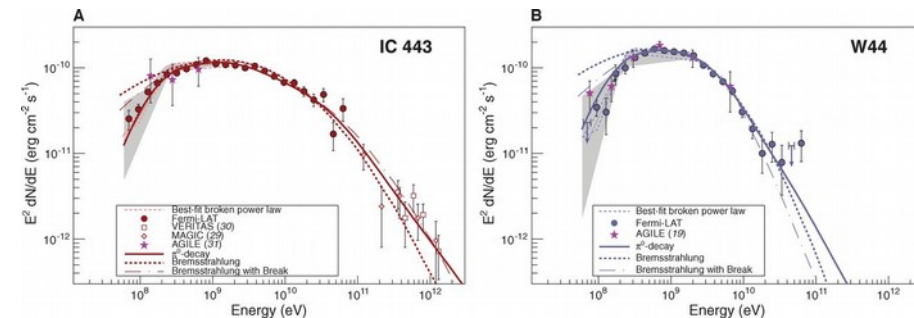 A
IC 443
E² dN/dE (erg cm⁻² s⁻¹)
10⁻¹⁰
10⁻¹¹
10⁻¹²
Best-fit broken power law
Fermi-LAT
VERITAS (30)
MAGIC (29)
AGILE (31)
π⁰-decay
Bremsstrahlung
Bremsstrahlung with Break
10⁸ 10⁹ 10¹⁰ 10¹¹ 10¹²
Energy (eV)
B
W44
E² dN/dE (erg cm⁻² s⁻¹)
10⁻¹⁰
10⁻¹¹
10⁻¹²
Best-fit broken power law
Fermi-LAT
AGILE (19)
π⁰-decay
Bremsstrahlung
Bremsstrahlung with Break
10⁸ 10⁹ 10¹⁰ 10¹¹ 10¹²
Energy (eV)